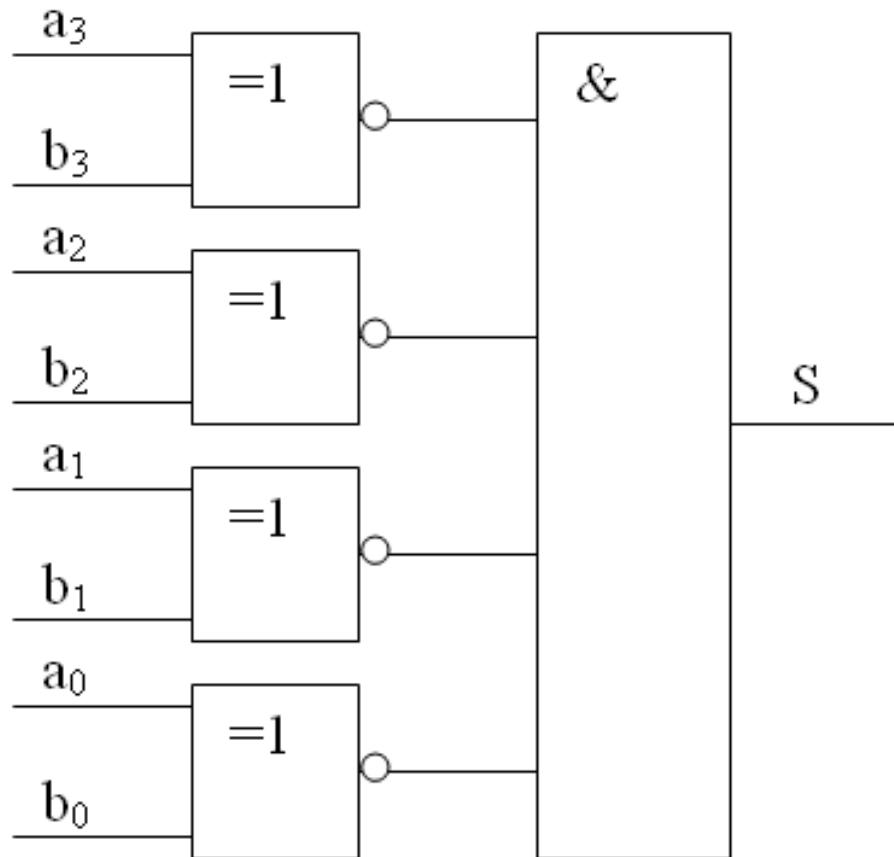 a₃
=1
&
b₃
a₂
=1
b₂
S
a₁
=1
b₁
a₀
=1
b₀